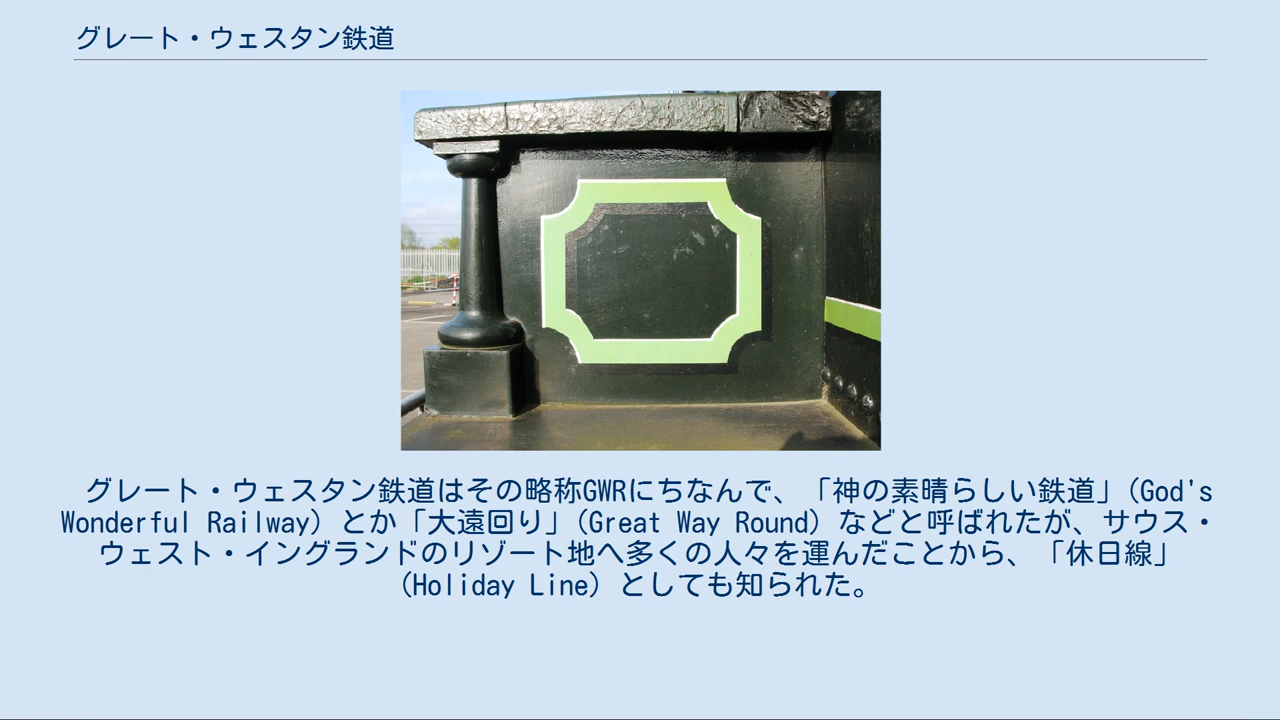 グレート・ウェスタン鉄道
グレート・ウェスタン鉄道はその略称GWRにちなんで、「神の素晴らしい鉄道」(God's
Wonderful Railway) とか「大遠回り」(Great Way Round) などと呼ばれたが、サウス・
ウェスト・イングランドのリゾート地へ多くの人々を運んだことから、「休日線」
(Holiday Line) としても知られた。